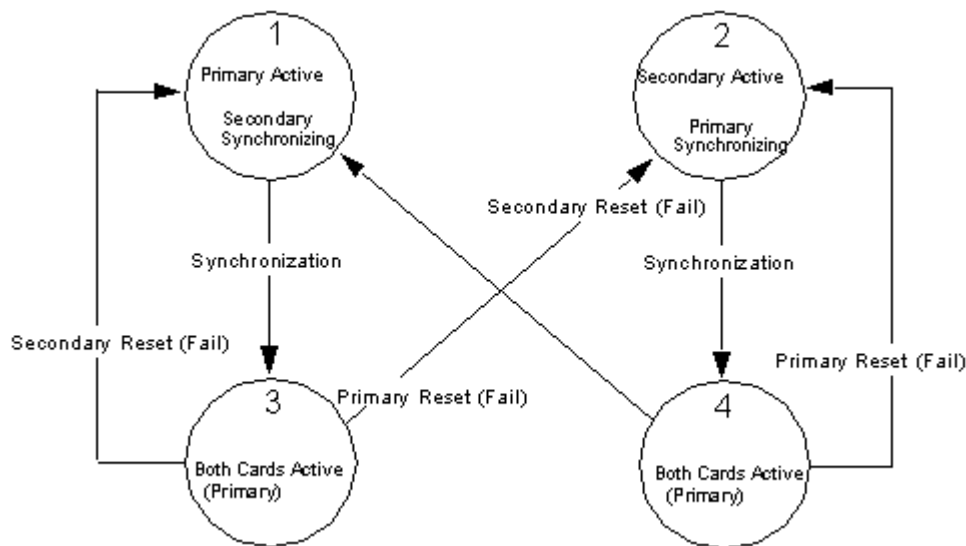 1
Primary Active
Secondary
Synchronizing
2
Secondary Active
Primary
Synchronizing
Secondary Reset (Fail)
Synchronization
Synchronization
Secondary Reset (Fail)
Primary Reset (Fail)
Primary Reset (Fail)
3
Both Cards Active
(Primary)
4
Both Cards Active
(Primary)